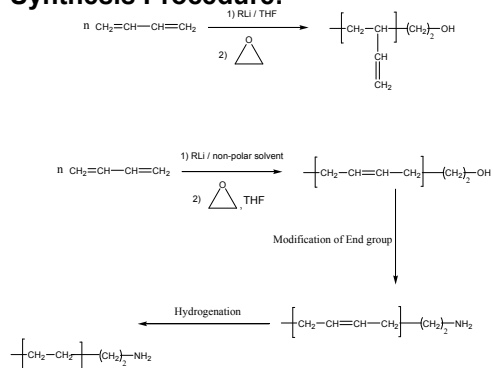 Synthesis Procedure:
n CH₂=CH—CH=CH₂ 1) RLi / THF 2) O CH₂—CH (CH₂)₂ OH
CH
CH₂
n CH₂=CH—CH=CH₂ 1) RLi / non-polar solvent 2) O , THF CH₂—CH=CH—CH₂ (CH₂)₂ OH
Modification of End group
Hydrogenation CH₂—CH=CH—CH₂ (CH₂)₂ NH₂
CH₂—CH₂ (CH₂)₂ NH₂